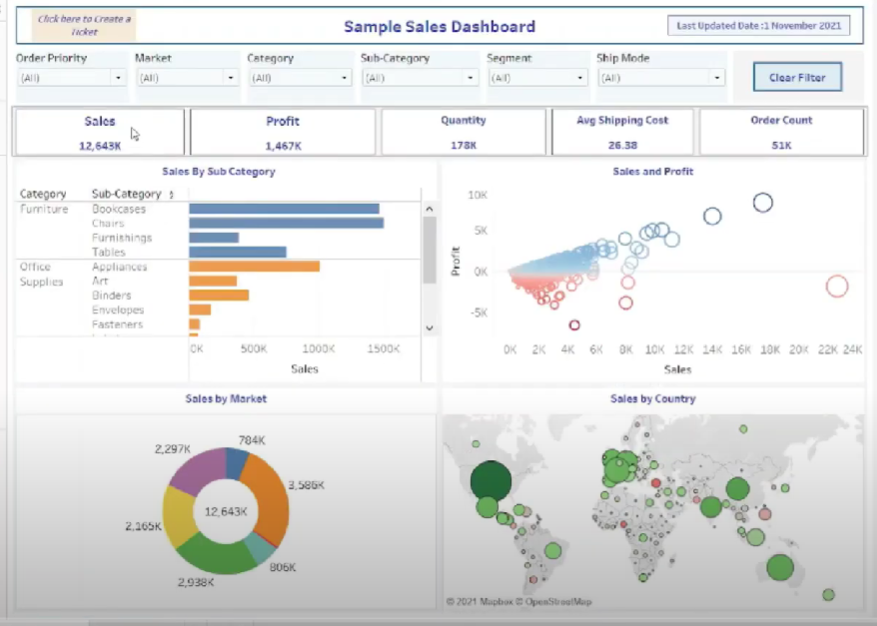 Click here to Create a
Ticket
Sample Sales Dashboard
Last Updated Date :1 November 2021
Order Priority
Market
Category
Sub-Category
Segment
Ship Mode
(All)
(All)
(All)
(All)
(All)
(All)
Clear Filter
Sales
Profit
Quantity
Avg Shipping Cost
Order Count
12,643K
1,467K
178K
26.38
51K
Sales By Sub Category
Category
Sub-Category
Furniture
Bookcases
Chairs
Furnishings
Tables
Office
Supplies
Appliances
Art
Binders
Envelopes
Fasteners
0K
500K
1000K
1500K
Sales
Sales and Profit
10K
5K
0K
-5K
Profit
0K
2K
4K
6K
8K
10K
12K
14K
16K
18K
20K
22K
24K
Sales
Sales by Market
784K
2,297K
3,586K
12,643K
2,165K
806K
2,938K
Sales by Country
© 2021 Mapbox © OpenStreetMap